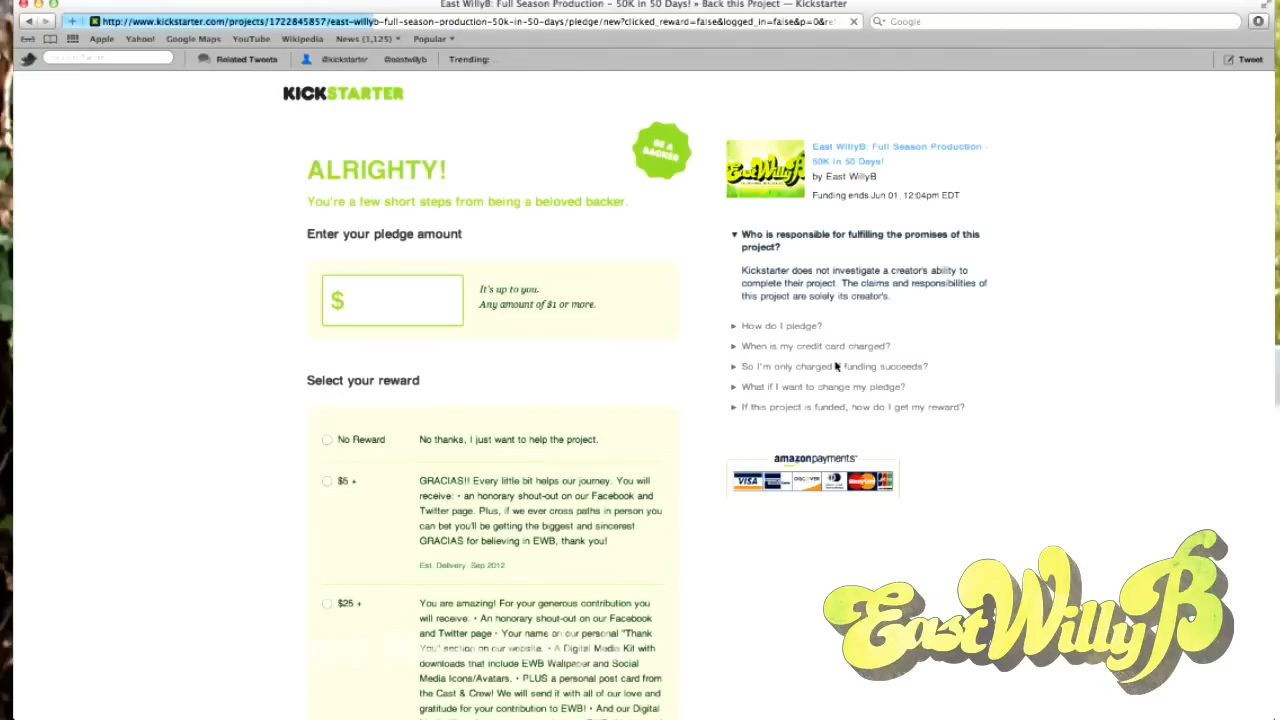 East WillyB: Full Season Production - 50K in 50 Days! » Back this Project — Kickstarter
http://www.kickstarter.com/projects/1722845857/east-willyb-full-season-production-50k-in-50-days/pledge/new?clicked_reward=false&logged_in=false&p=0&re
Google
Apple Yahoo! Google Maps YouTube Wikipedia News (1,125) Popular
Related Tweets @kickstarter @eastwillyb Trending: ... Tweet
KICKSTARTER
BE A
BACKER
ALRIGHTY!
You're a few short steps from being a beloved backer.
Enter your pledge amount
$
It's up to you.
Any amount of $1 or more.
Select your reward
No Reward No thanks, I just want to help the project.
$5 + GRACIAS!! Every little bit helps our journey. You will
receive: • an honorary shout-out on our Facebook and
Twitter page. Plus, if we ever cross paths in person you
can bet you'll be getting the biggest and sincerest
GRACIAS for believing in EWB, thank you!
Est. Delivery: Sep 2012
$25 + You are amazing! For your generous contribution you
will receive: • An honorary shout-out on our Facebook
and Twitter page • Your name on our personal "Thank
You" section on our website. • A Digital Media Kit with
downloads that include EWB Wallpaper and Social
Media Icons/Avatars. • PLUS a personal post card from
the Cast & Crew! We will send it with all of our love and
gratitude for your contribution to EWB! • And our Digital
East WillyB
East WillyB: Full Season Production -
50K in 50 Days!
by East WillyB
Funding ends Jun 01, 12:04pm EDT
Who is responsible for fulfilling the promises of this
project?
Kickstarter does not investigate a creator's ability to
complete their project. The claims and responsibilities of
this project are solely its creator's.
How do I pledge?
When is my credit card charged?
So I'm only charged if funding succeeds?
What if I want to change my pledge?
If this project is funded, how do I get my reward?
amazonpayments
VISA DISCOVER MasterCard JCB
East WillyB